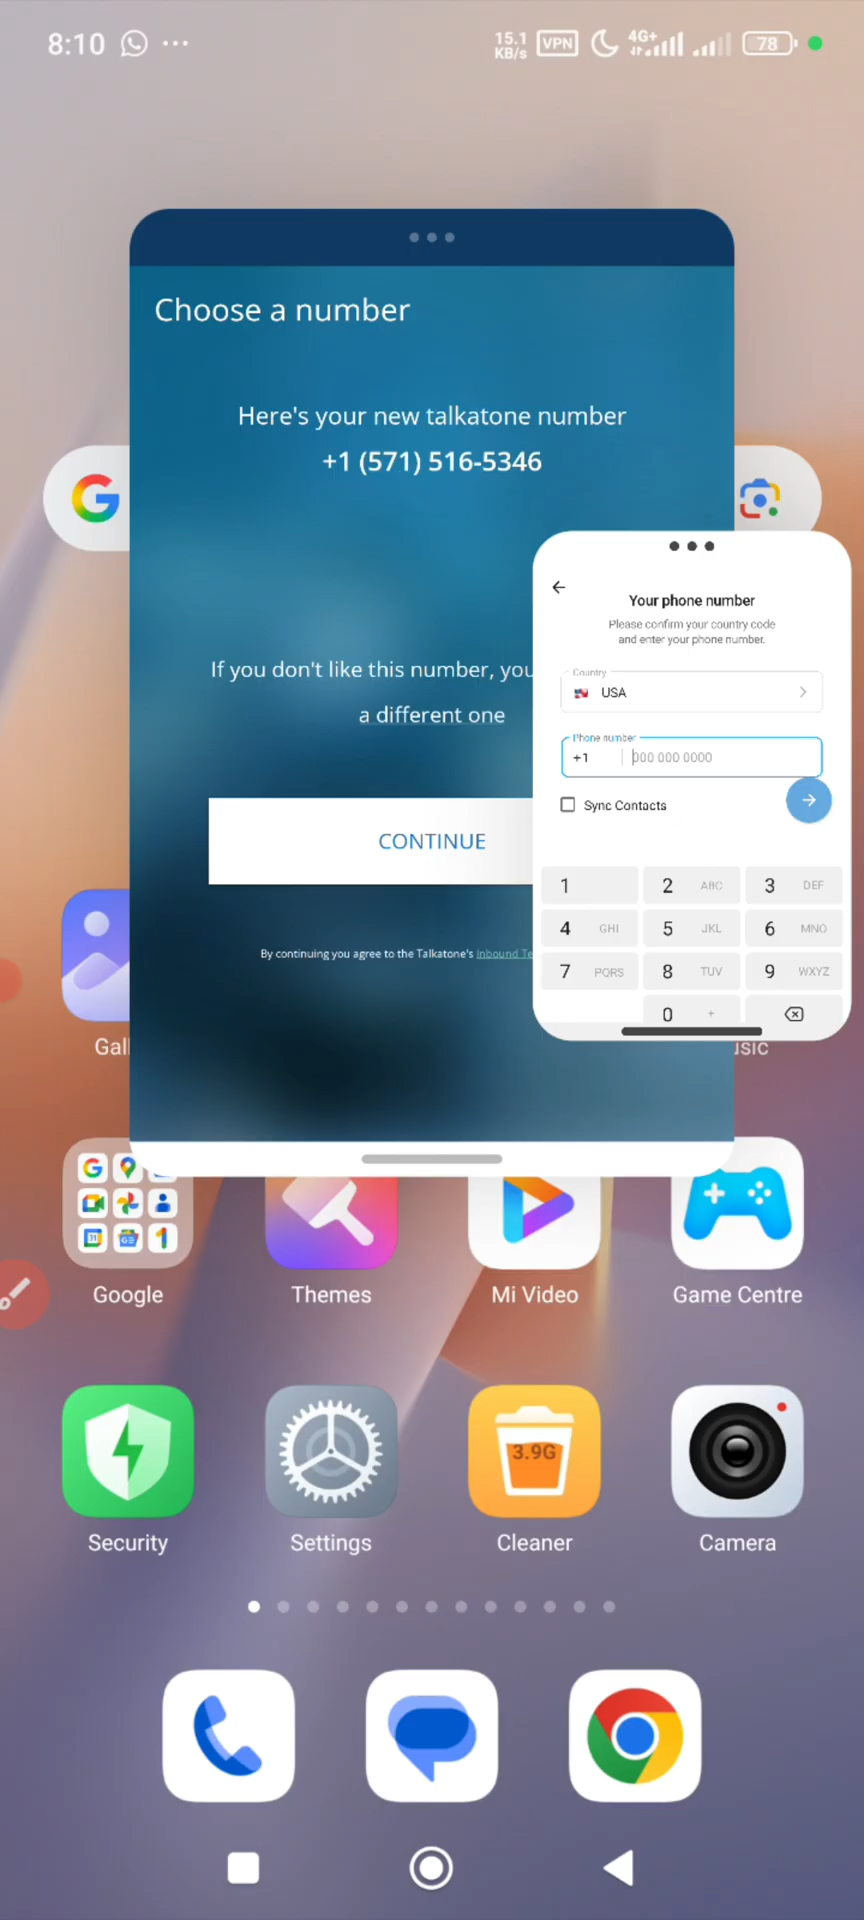 8:10
15.1
KB/s
VPN
4G+
78
Choose a number
Here's your new talkatone number
+1 (571) 516-5346
If you don't like this number, you
a different one
CONTINUE
By continuing you agree to the Talkatone's Inbound Te
Your phone number
Please confirm your country code
and enter your phone number.
Country
USA
Phone number
+1
000 000 0000
Sync Contacts
1
2 ABC
3 DEF
4 GHI
5 JKL
6 MNO
7 PQRS
8 TUV
9 WXYZ
0 +
Gall
usic
Google
Themes
Mi Video
Game Centre
3.9G
Security
Settings
Cleaner
Camera